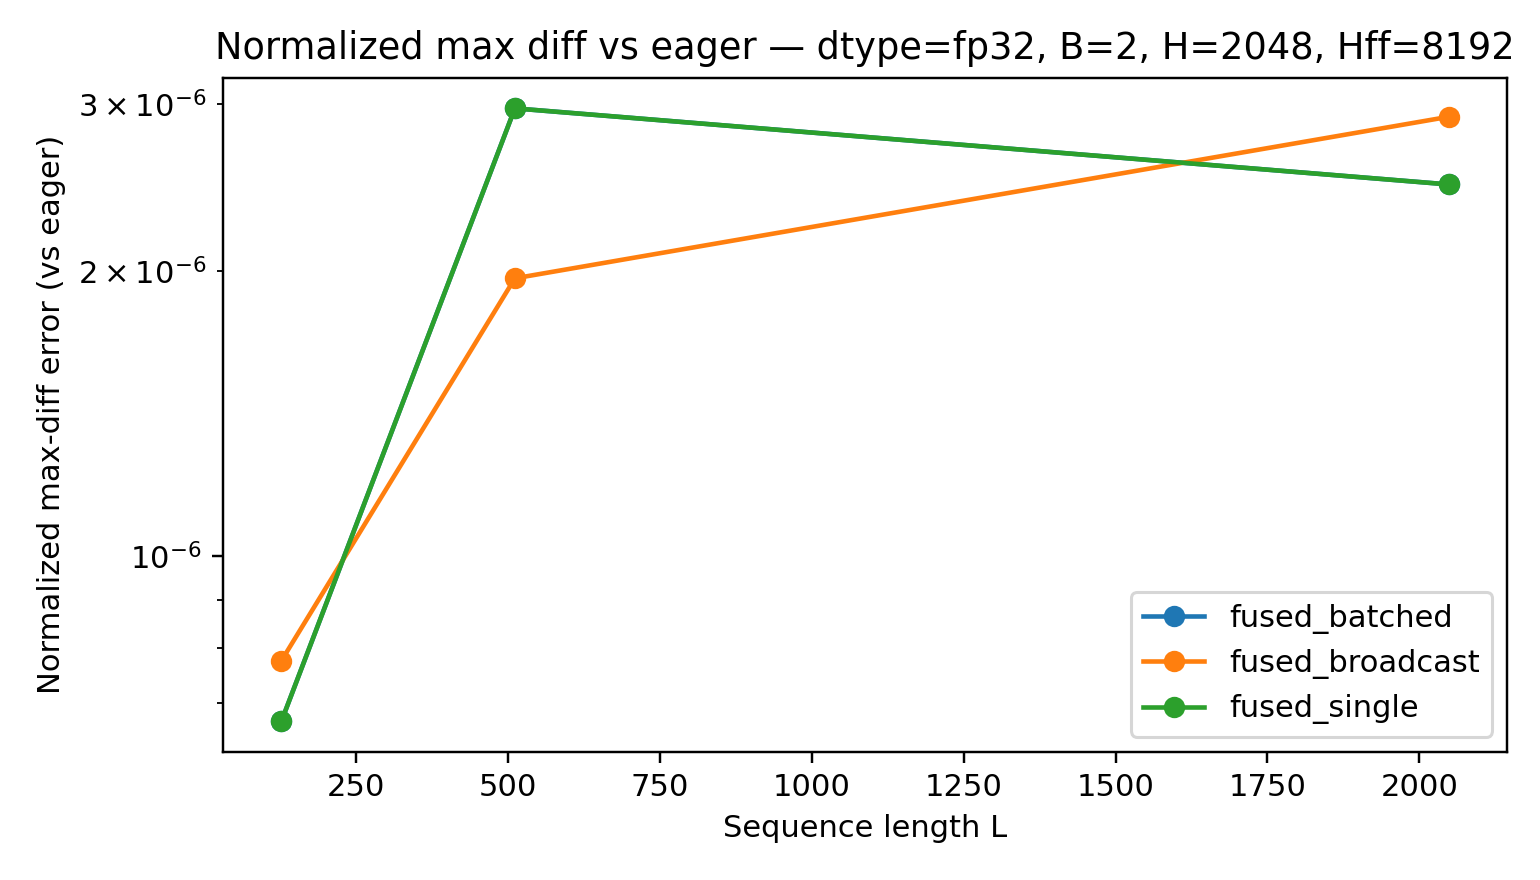 Normalized max diff vs eager — dtype=fp32, B=2, H=2048, Hff=8192
Normalized max-diff error (vs eager)
3 × 10⁻⁶
2 × 10⁻⁶
10⁻⁶
fused_batched
fused_broadcast
fused_single
250 500 750 1000 1250 1500 1750 2000
Sequence length L